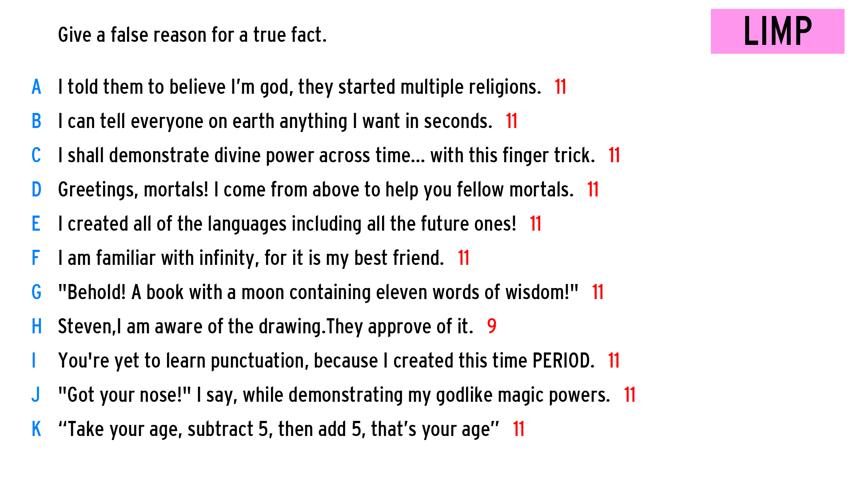 Give a false reason for a true fact.
LIMP
A I told them to believe I'm god, they started multiple religions. 11
B I can tell everyone on earth anything I want in seconds. 11
C I shall demonstrate divine power across time... with this finger trick. 11
D Greetings, mortals! I come from above to help you fellow mortals. 11
E I created all of the languages including all the future ones! 11
F I am familiar with infinity, for it is my best friend. 11
G "Behold! A book with a moon containing eleven words of wisdom!" 11
H Steven,I am aware of the drawing.They approve of it. 9
I You're yet to learn punctuation, because I created this time PERIOD. 11
J "Got your nose!" I say, while demonstrating my godlike magic powers. 11
K “Take your age, subtract 5, then add 5, that's your age” 11